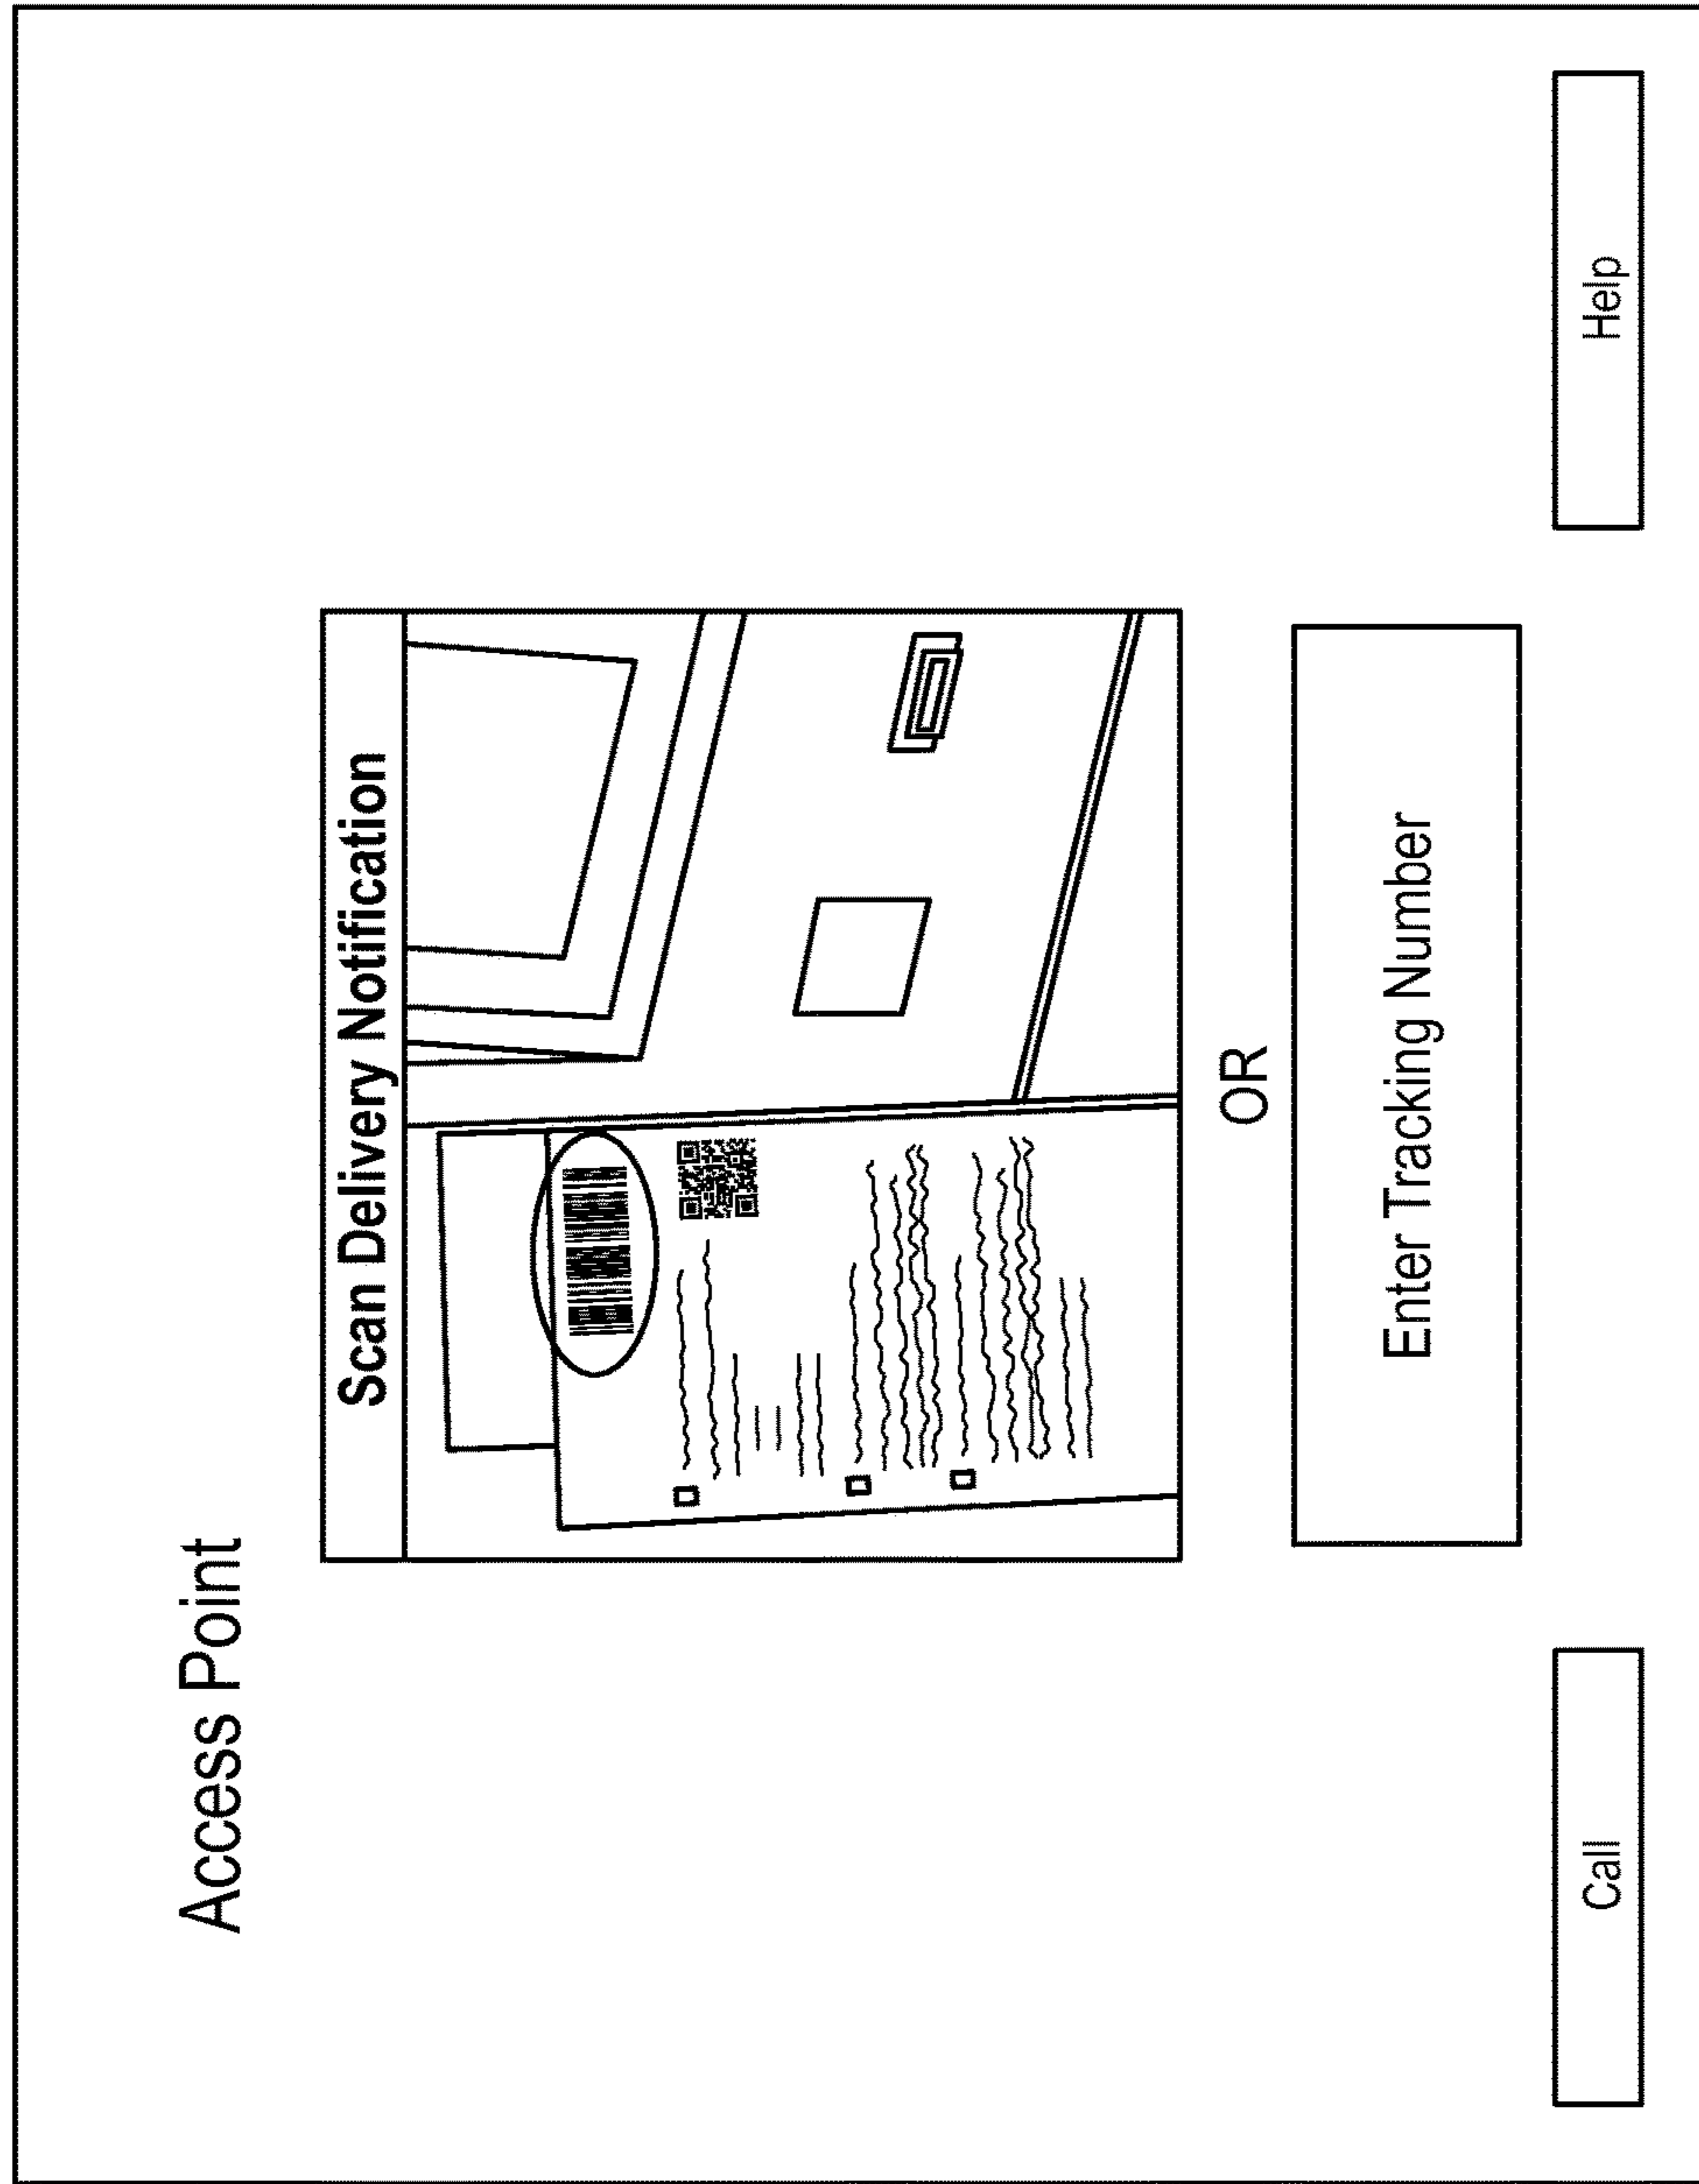 Access Point
Scan Delivery Notification
OR
Enter Tracking Number
Call
Help